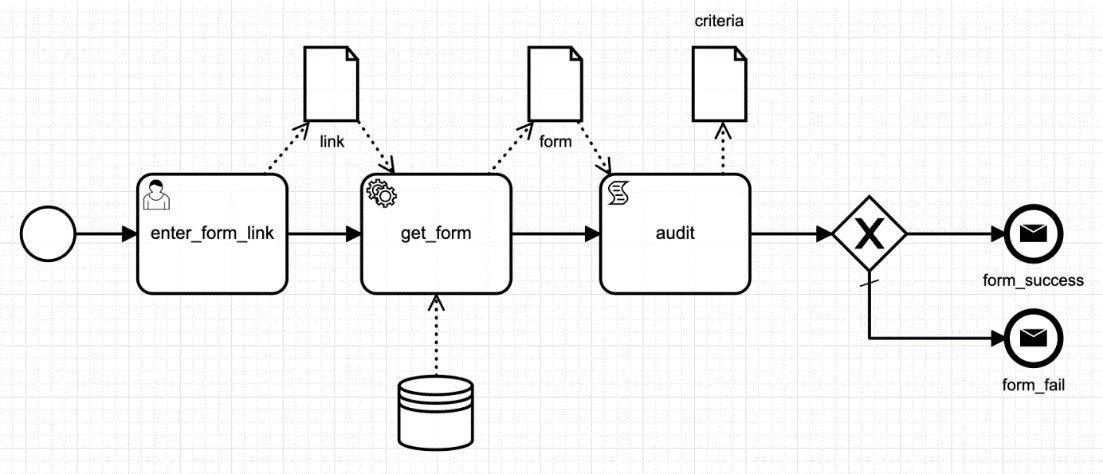 criteria
link
form
enter_form_link
get_form
audit
X
form_success
form_fail